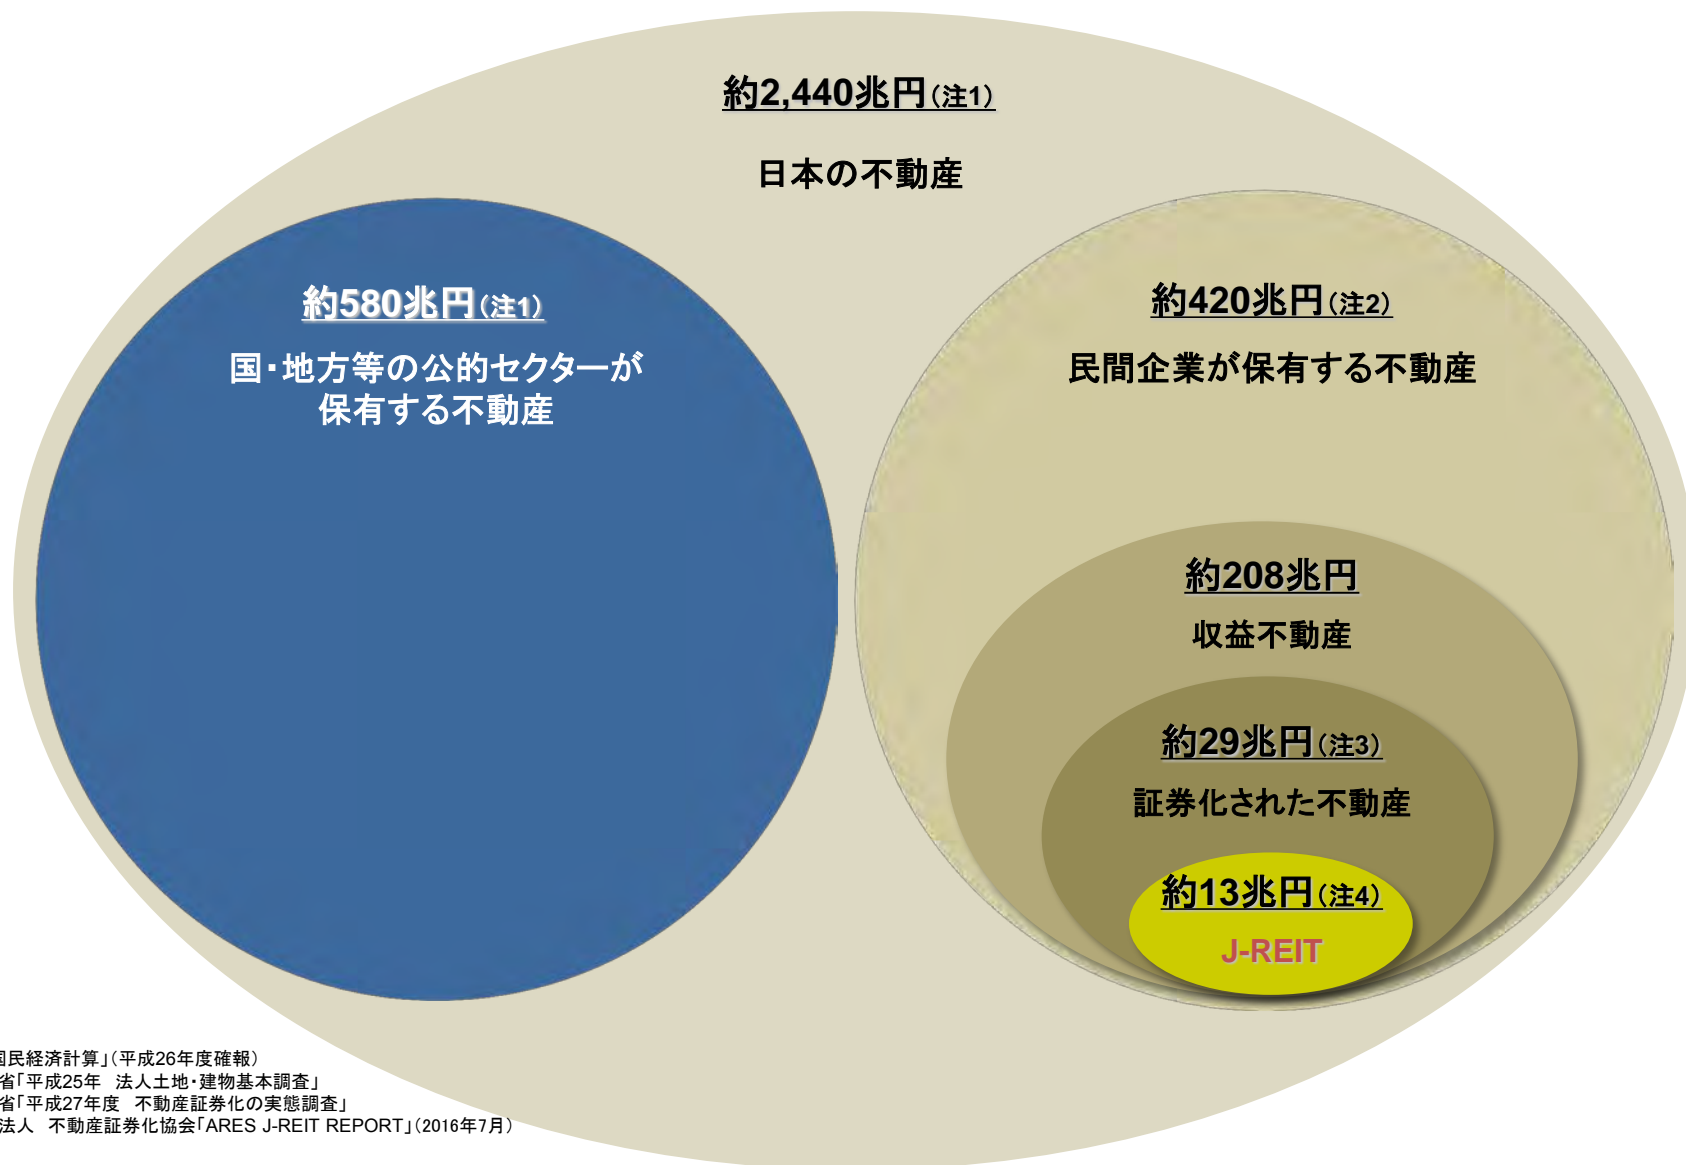 約2,440兆円(注1)
日本の不動産
約580兆円(注1)
国・地方等の公的セクターが
保有する不動産
約420兆円(注2)
民間企業が保有する不動産
約208兆円
収益不動産
約29兆円(注3)
証券化された不動産
約13兆円(注4)
J-REIT
国民経済計算」(平成26年度確報)
省「平成25年 法人土地・建物基本調査」
省「平成27年度 不動産証券化の実態調査」
法人 不動産証券化協会「ARES J-REIT REPORT」(2016年7月)